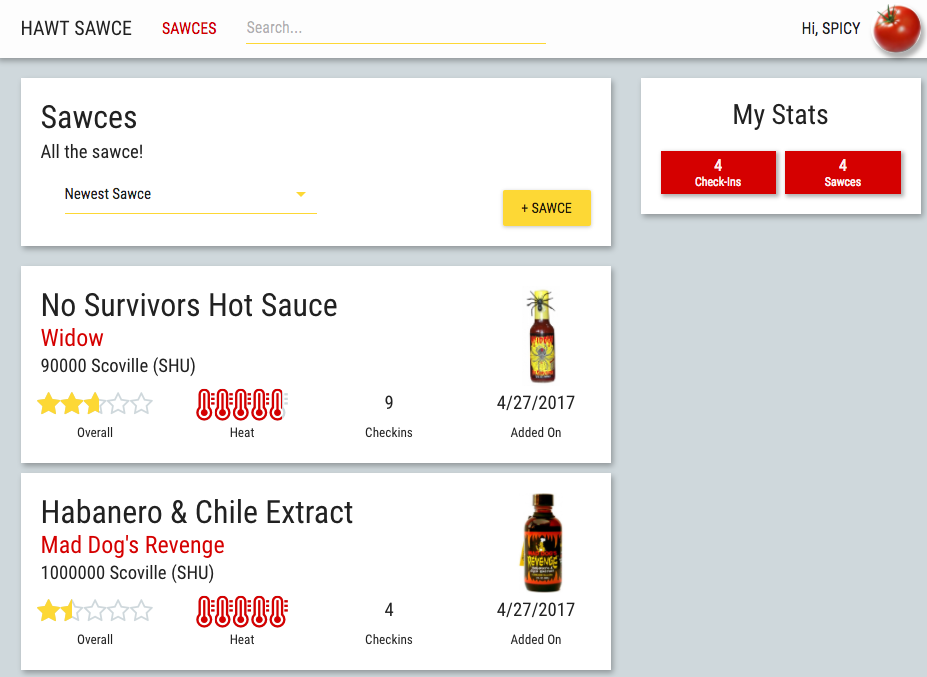 HAWT SAWCE SAWCES Search... Hi, SPICY
Sawces
All the sawce!
Newest Sawce
+ SAWCE
My Stats
4 4
Check-Ins Sawces
No Survivors Hot Sauce
Widow
90000 Scoville (SHU)
9 4/27/2017
Overall Heat Checkins Added On
Habanero & Chile Extract
Mad Dog's Revenge
1000000 Scoville (SHU)
REVENGE
4 4/27/2017
Overall Heat Checkins Added On